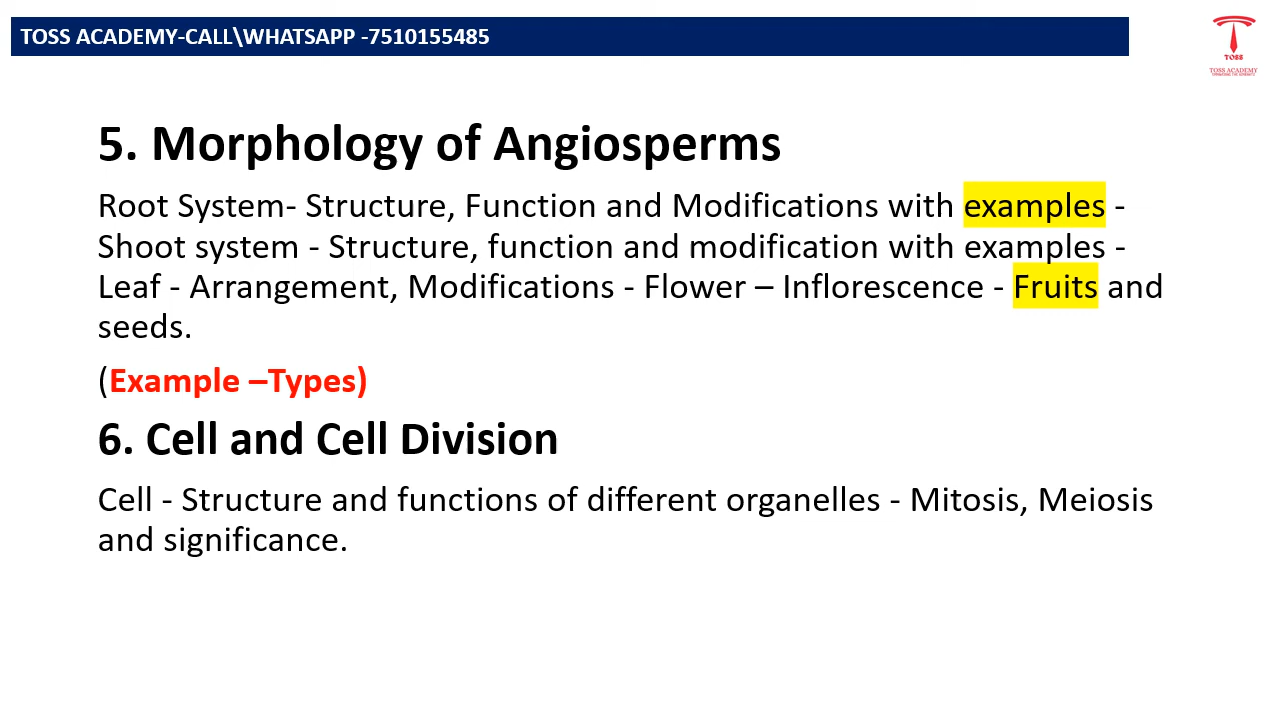 TOSS ACADEMY-CALL\WHATSAPP -7510155485
TOSS
TOSS ACADEMY
5. Morphology of Angiosperms
Root System- Structure, Function and Modifications with examples -
Shoot system - Structure, function and modification with examples -
Leaf - Arrangement, Modifications - Flower – Inflorescence - Fruits and
seeds.
(Example –Types)
6. Cell and Cell Division
Cell - Structure and functions of different organelles - Mitosis, Meiosis
and significance.